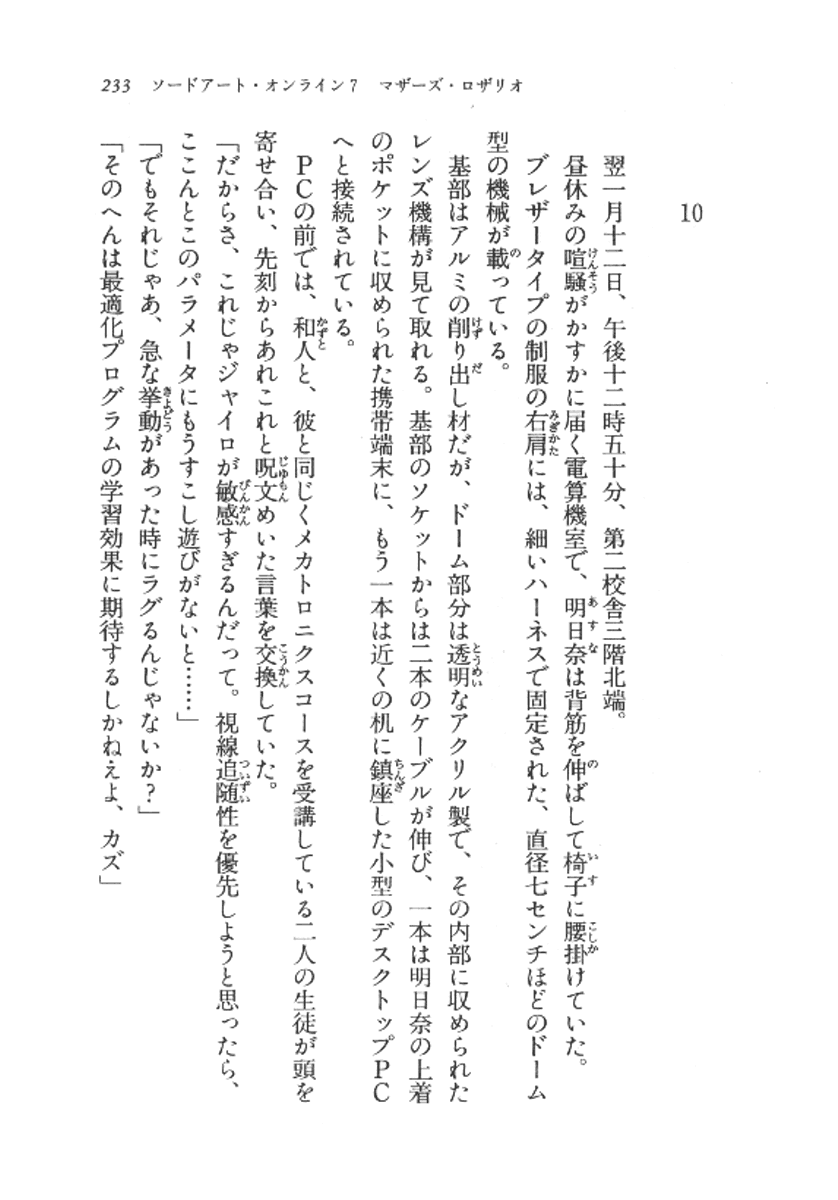 233　ソードアート・オンライン7　マザーズ・ロザリオ
10
翌一月十二日、午後十二時五十分、第二校舎三階北端。
昼休みの喧騒がかすかに届く電算機室で、明日奈は背筋を伸ばして椅子に腰掛けていた。
ブレザータイプの制服の右肩には、細いハーネスで固定された、直径七センチほどのドーム
型の機械が載っている。
基部はアルミの削り出し材だが、ドーム部分は透明なアクリル製で、その内部に収められた
レンズ機構が見て取れる。基部のソケットからは二本のケーブルが伸び、一本は明日奈の上着
のポケットに収められた携帯端末に、もう一本は近くの机に鎮座した小型のデスクトップPC
へと接続されている。
PCの前では、和人と、彼と同じくメカトロニクスコースを受講している二人の生徒が頭を
寄せ合い、先刻からあれこれと呪文めいた言葉を交換していた。
「だからさ、これじゃジャイロが敏感すぎるんだって。視線追随性を優先しようと思ったら、
ここんとこのパラメータにもうすこし遊びがないと……」
「でもそれじゃあ、急な挙動があった時にラグるんじゃないか？」
「そのへんは最適化プログラムの学習効果に期待するしかねえよ、カズ」